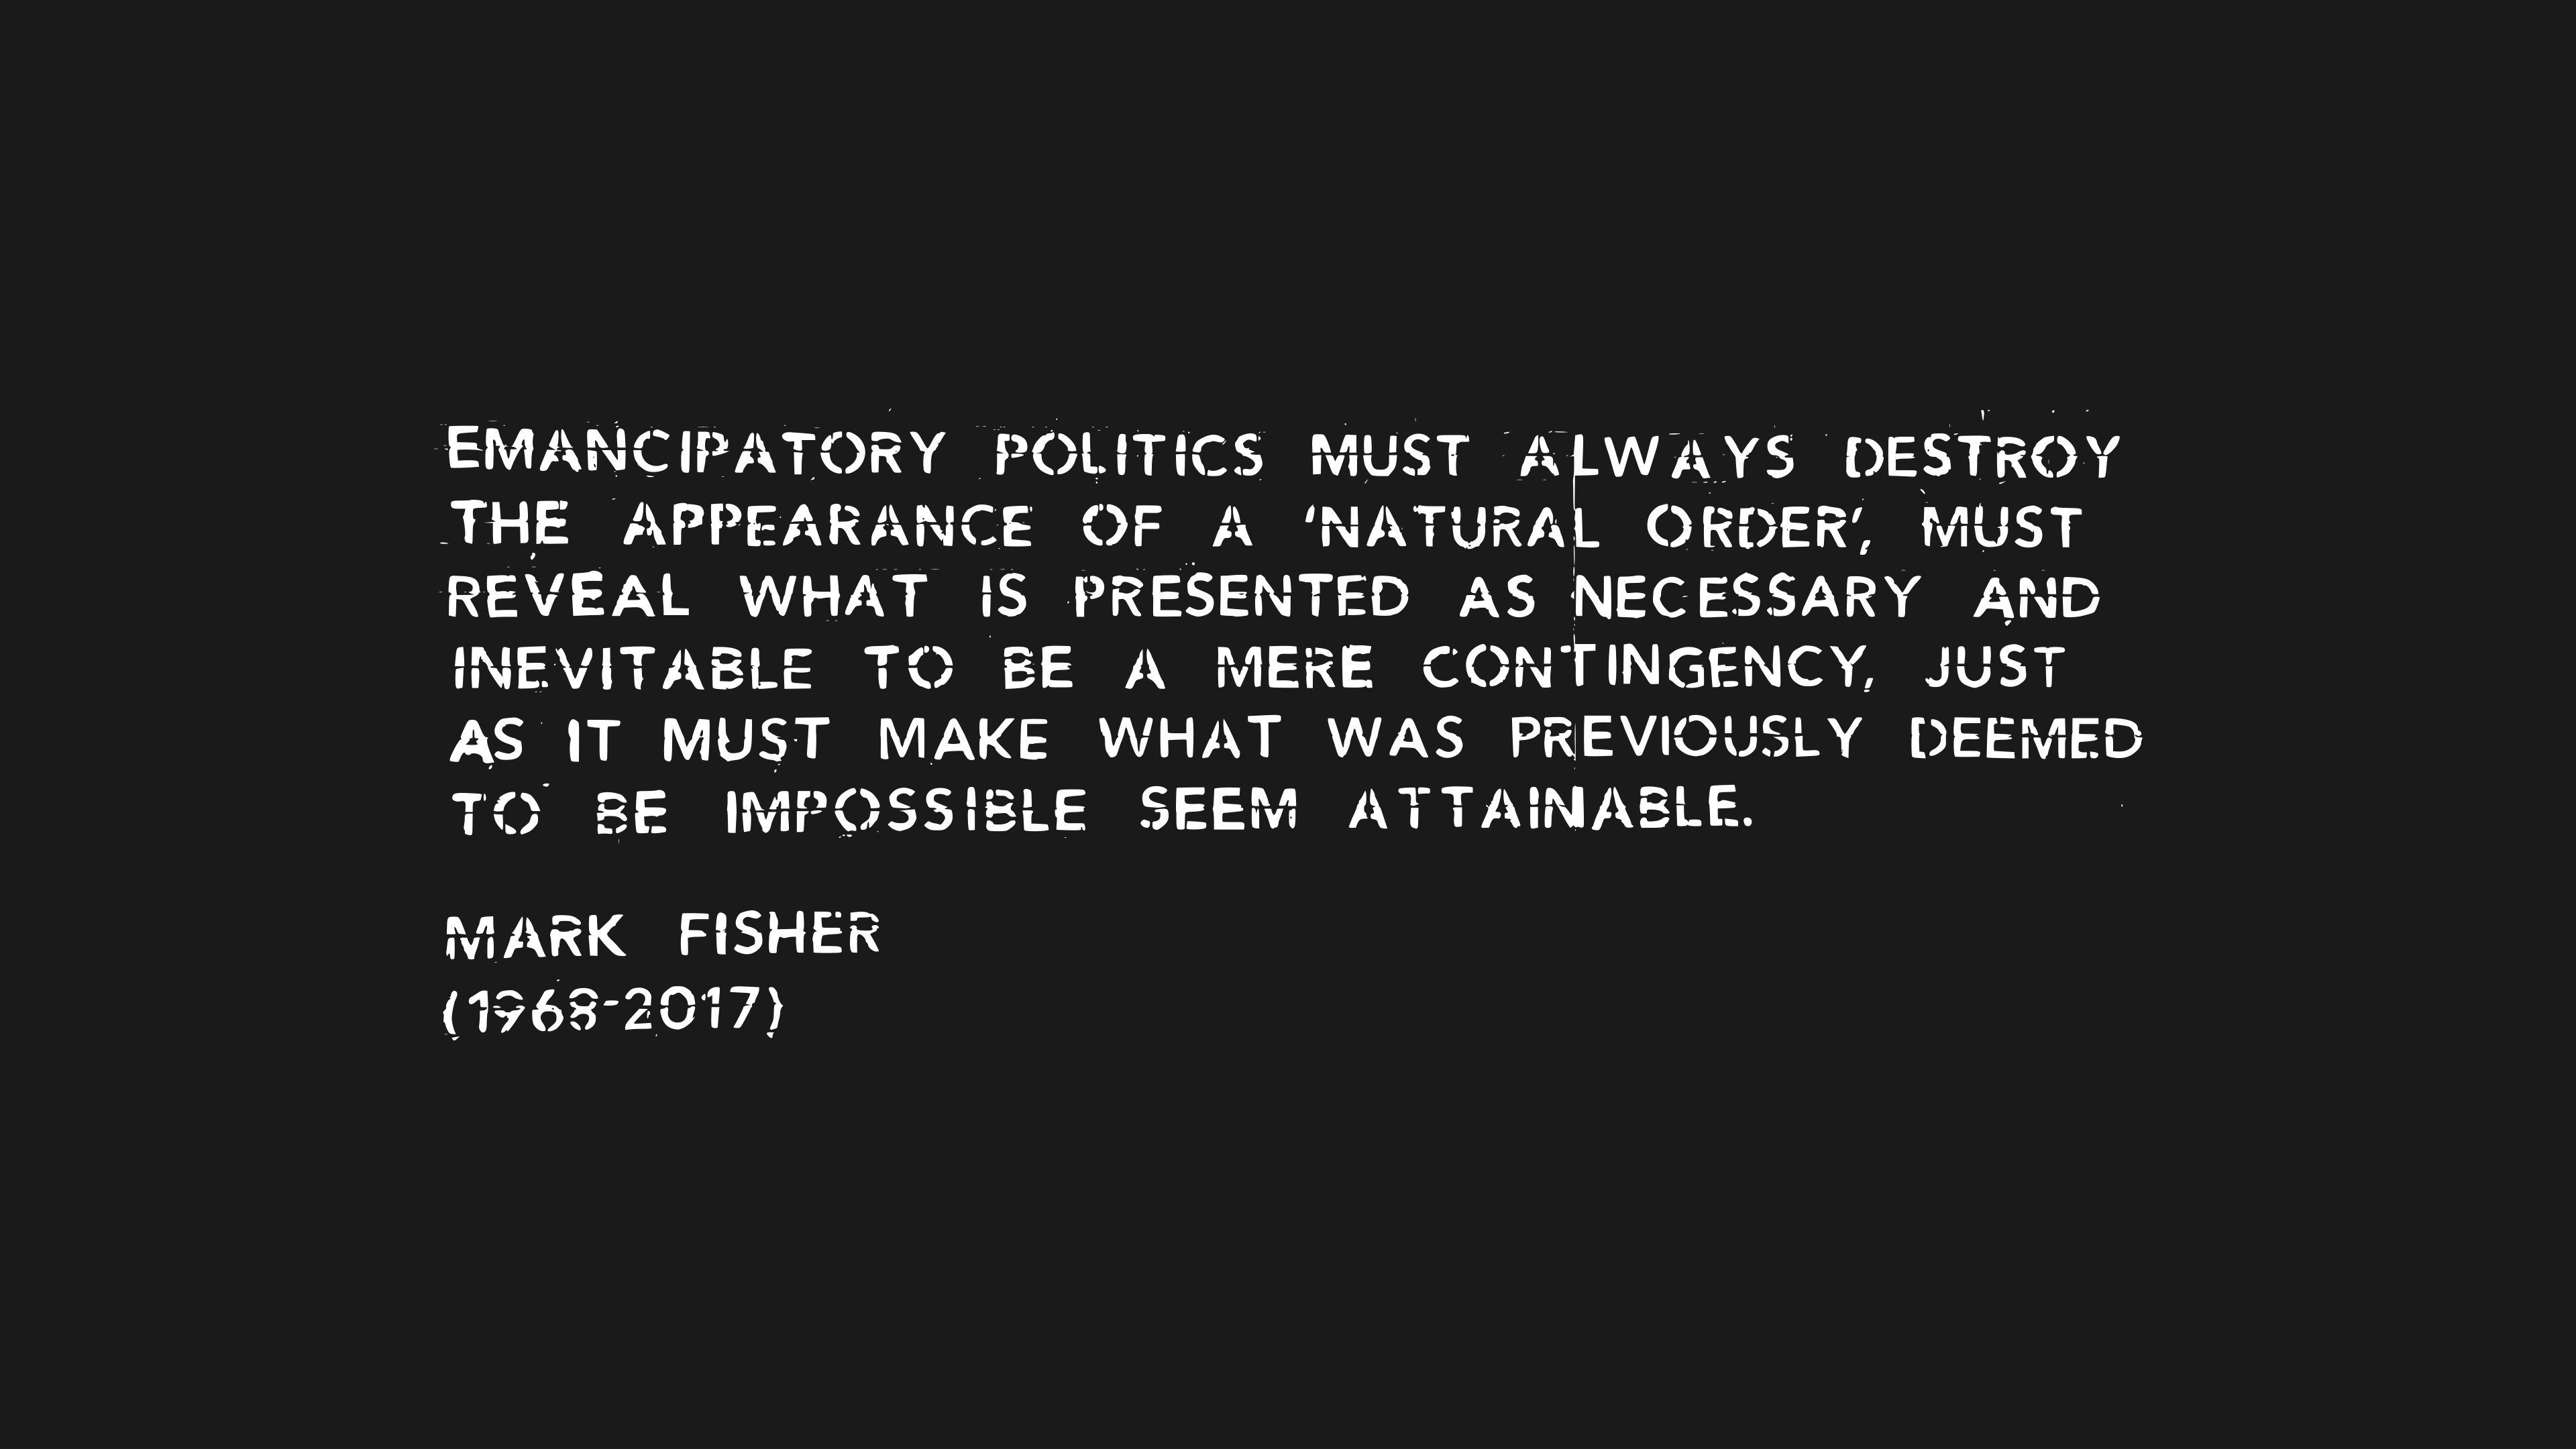 EMANCIPATORY POLITICS MUST ALWAYS DESTROY
THE APPEARANCE OF A ‘NATURAL ORDER’, MUST
REVEAL WHAT IS PRESENTED AS NECESSARY AND
INEVITABLE TO BE A MERE CONTINGENCY, JUST
AS IT MUST MAKE WHAT WAS PREVIOUSLY DEEMED
TO BE IMPOSSIBLE SEEM ATTAINABLE.
MARK FISHER
(1968-2017)